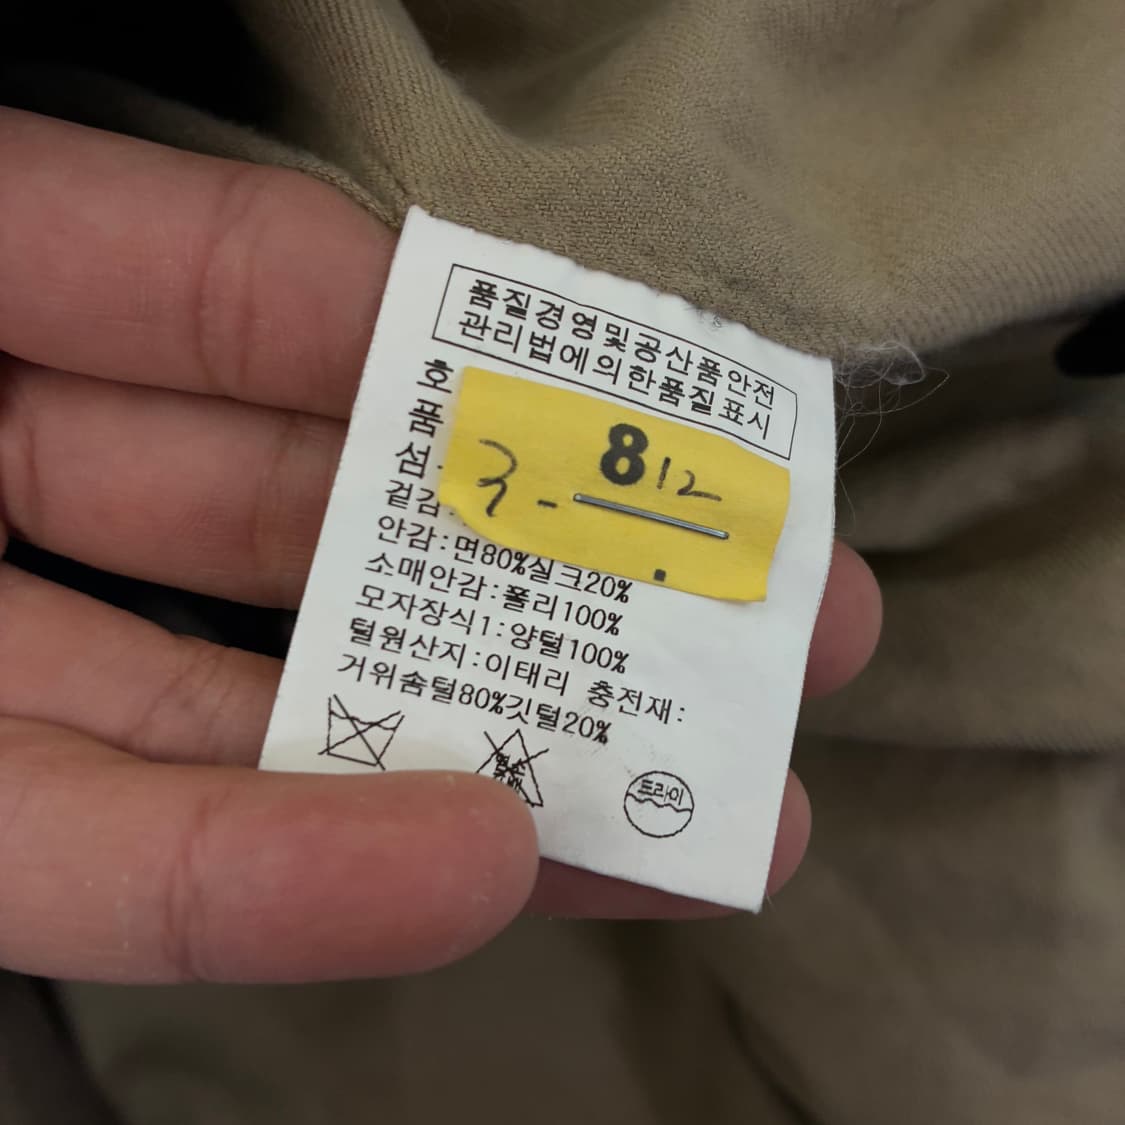 품질경영및공산품안전
관리법에의한품질표시
호
품
섬
8 12
3 -
겉감:
안감:면80%실크20%
소매안감:폴리100%
모자장식1:양털100%
털원산지:이태리 충전재:
거위솜털80%깃털20%
드라이